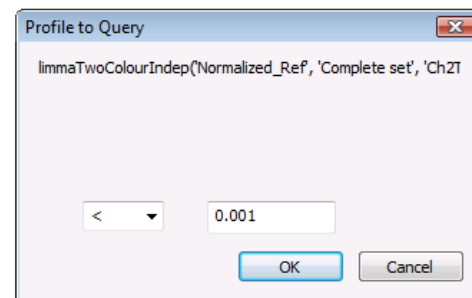 Profile to Query
limmaTwoColourIndep('Normalized_Ref', 'Complete set', 'Ch2T
< 0.001
OK Cancel